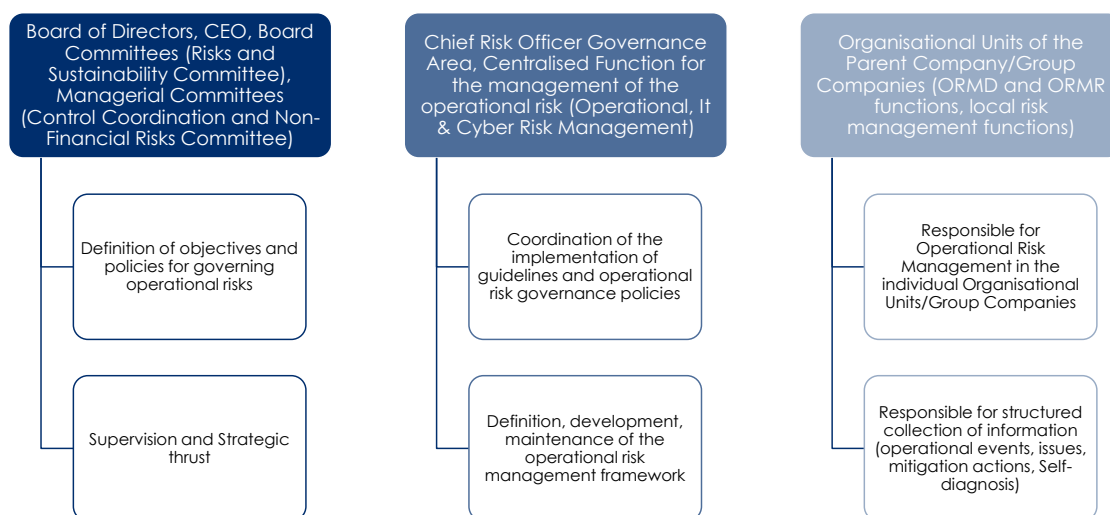 Board of Directors, CEO, Board
Committees (Risks and
Sustainability Committee),
Managerial Committees
(Control Coordination and Non-
Financial Risks Committee)
Definition of objectives and
policies for governing
operational risks
Supervision and Strategic
thrust
Chief Risk Officer Governance
Area, Centralised Function for
the management of the
operational risk (Operational, It
& Cyber Risk Management)
Coordination of the
implementation of
guidelines and operational
risk governance policies
Definition, development,
maintenance of the
operational risk
management framework
Organisational Units of the
Parent Company/Group
Companies (ORMD and ORMR
functions, local risk
management functions)
Responsible for
Operational Risk
Management in the
individual Organisational
Units/Group Companies
Responsible for structured
collection of information
(operational events, issues,
mitigation actions, Self-
diagnosis)